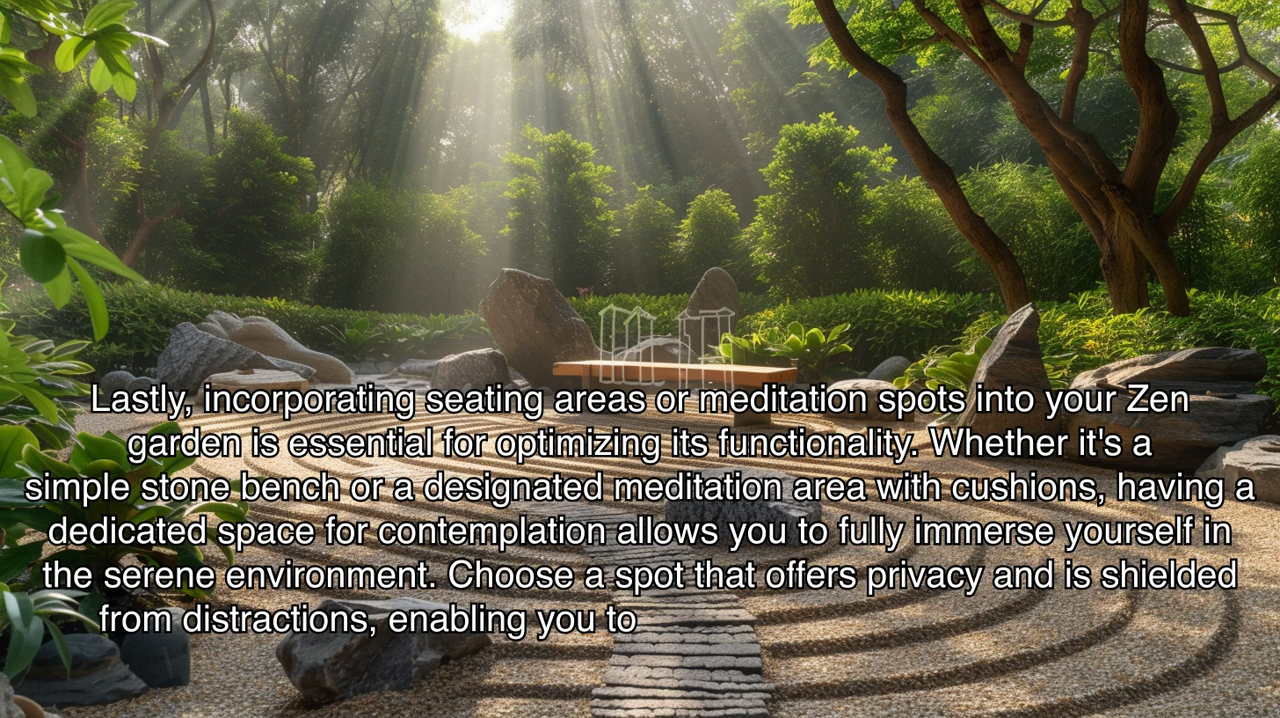 Lastly, incorporating seating areas or meditation spots into your Zen
garden is essential for optimizing its functionality. Whether it's a
simple stone bench or a designated meditation area with cushions, having a
dedicated space for contemplation allows you to fully immerse yourself in
the serene environment. Choose a spot that offers privacy and is shielded
from distractions, enabling you to